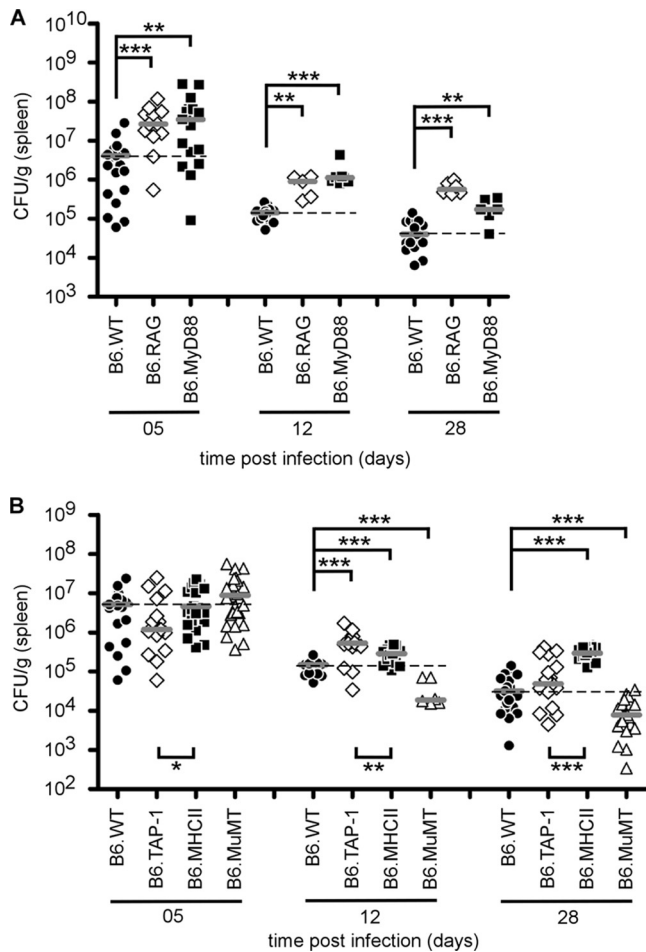 A
CFU/g (spleen)
10^10
10^9
10^8
10^7
10^6
10^5
10^4
10^3
**
***
***
**
**
***
B6.WT
B6.RAG
B6.MyD88
B6.WT
B6.RAG
B6.MyD88
B6.WT
B6.RAG
B6.MyD88
05
12
28
time post infection (days)
B
CFU/g (spleen)
10^9
10^8
10^7
10^6
10^5
10^4
10^3
10^2
***
***
***
***
***
*
**
***
B6.WT
B6.TAP-1
B6.MHCII
B6.MuMT
B6.WT
B6.TAP-1
B6.MHCII
B6.MuMT
B6.WT
B6.TAP-1
B6.MHCII
B6.MuMT
05
12
28
time post infection (days)